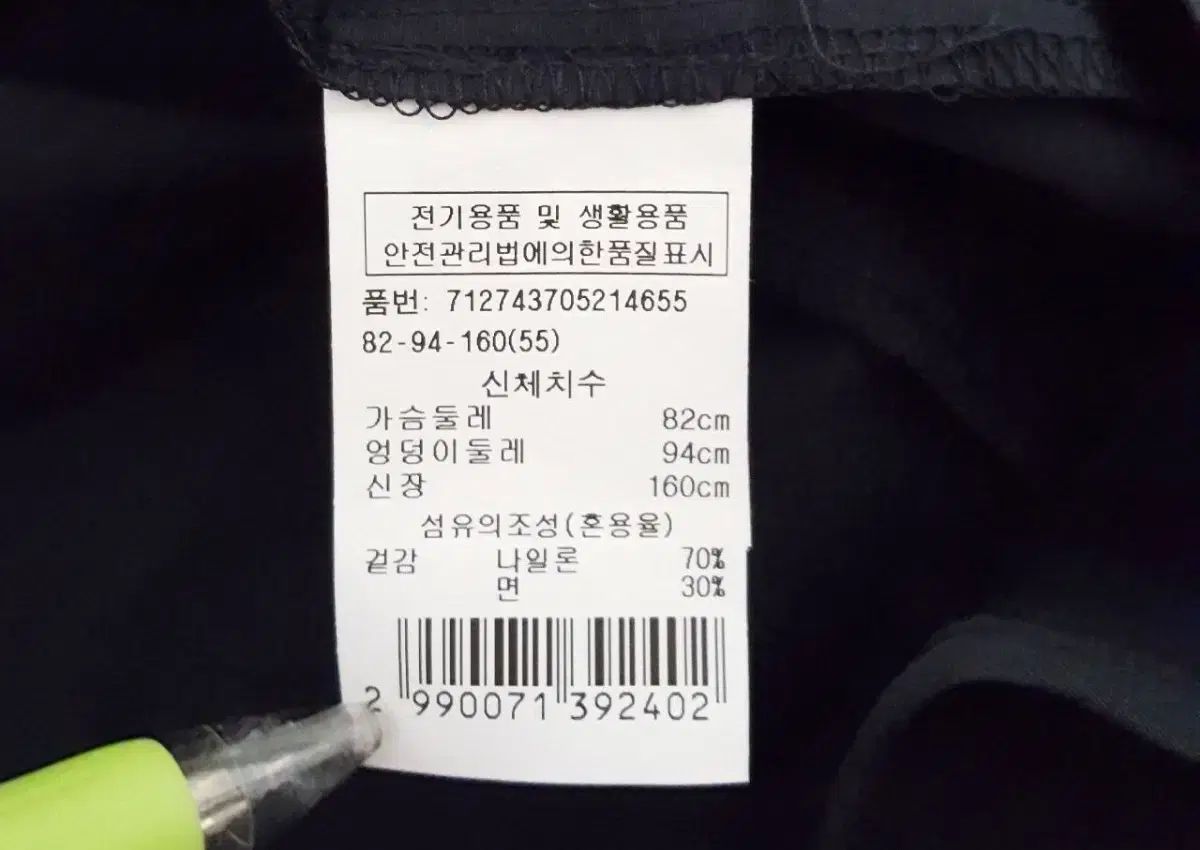 전기용품 및 생활용품
안전관리법에의한품질표시
품번: 712743705214655
82-94-160(55)
신체치수
가슴둘레 82cm
엉덩이둘레 94cm
신장 160cm
섬유의조성(혼용율)
겉감 나일론 70%
면 30%
2 990071 392402